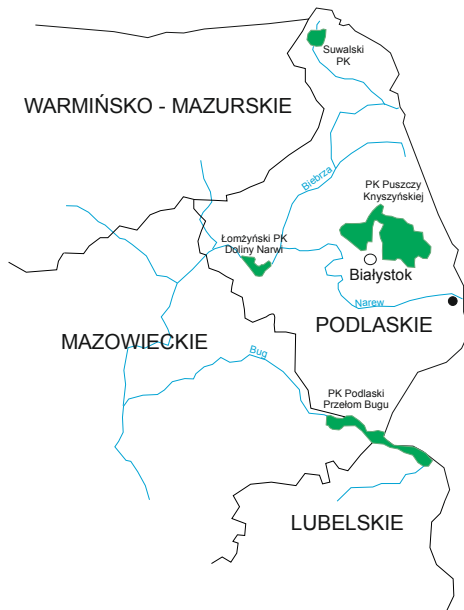 Suwalski
PK
WARMIŃSKO - MAZURSKIE
Biebrza
PK Puszczy
Knyszyńskiej
Łomżyński PK
Doliny Narwi
Białystok
Narew
PODLASKIE
MAZOWIECKIE
Bug
PK Podlaski
Przełom Bugu
LUBELSKIE